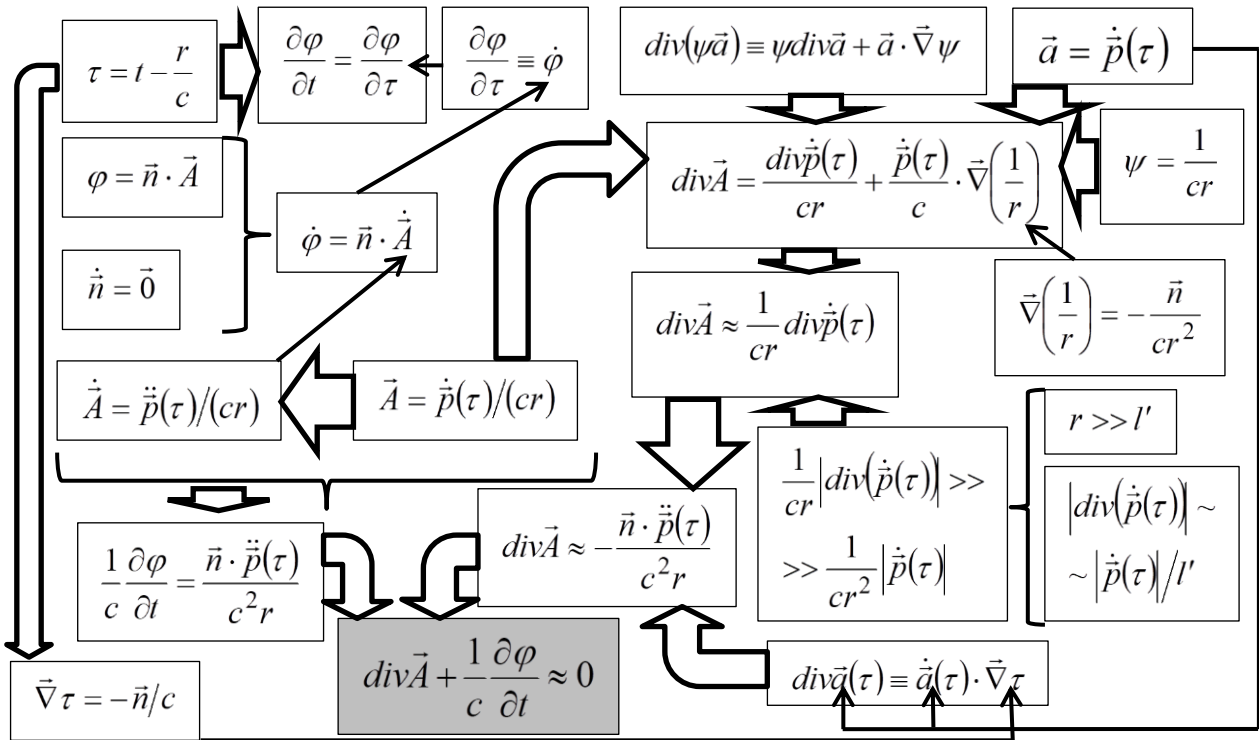 τ = t − r/c
∂φ/∂t = ∂φ/∂τ
∂φ/∂τ ≡ φ̇
div(ψa⃗) ≡ ψdiva⃗ + a⃗ · ∇⃗ψ
a⃗ = ṗ⃗(τ)
φ = n⃗ · A⃗
ṅ⃗ = 0⃗
φ̇ = n⃗ · Ȧ⃗
divA⃗ = divṗ⃗(τ)/cr + ṗ⃗(τ)/c · ∇⃗(1/r)
ψ = 1/cr
divA⃗ ≈ 1/cr divṗ⃗(τ)
∇⃗(1/r) = − n⃗/cr²
Ȧ⃗ = p̈⃗(τ)/(cr)
A⃗ = ṗ⃗(τ)/(cr)
r >> l′
1/cr |div(ṗ⃗(τ))| >>
>> 1/cr² |ṗ⃗(τ)|
|div(ṗ⃗(τ))| ~
~ |ṗ⃗(τ)|/l′
1/c ∂φ/∂t = n⃗ · p̈⃗(τ)/c²r
divA⃗ ≈ − n⃗ · p̈⃗(τ)/c²r
∇⃗τ = −n⃗/c
divA⃗ + 1/c ∂φ/∂t ≈ 0
diva⃗(τ) ≡ ȧ⃗(τ) · ∇⃗τ